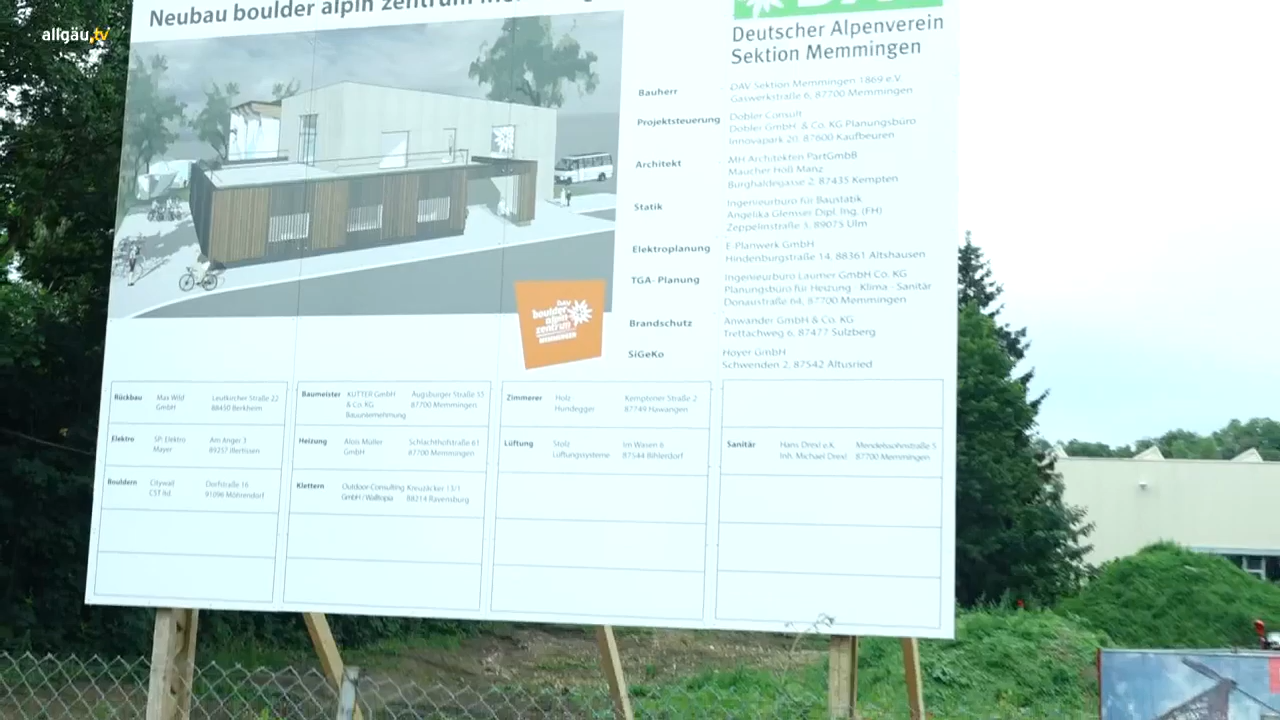 allgäu.tv
Neubau boulder alpin zentrum
Deutscher Alpenverein
Sektion Memmingen
Bauherr DAV Sektion Memmingen 1869 e.V.
Gaswerkstraße 6, 87700 Memmingen
Projektsteuerung Dobler Consult
Dobler GmbH & Co. KG Planungsbüro
Innovapark 20, 87600 Kaufbeuren
Architekt MH Architekten PartGmbB
Maucher Höß Manz
Burghaldegasse 2, 87435 Kempten
Statik Ingenieurbüro für Baustatik
Angelika Glemser Dipl. Ing. (FH)
Zeppelinstraße 3, 89075 Ulm
Elektroplanung E-Planwerk GmbH
Hindenburgstraße 14, 88361 Altshausen
TGA- Planung Ingenieurbüro Laumer GmbH Co. KG
Planungsbüro für Heizung - Klima - Sanitär
Donaustraße 64, 87700 Memmingen
Brandschutz Anwander GmbH & Co. KG
Trettachweg 6, 87477 Sulzberg
SiGeKo Hoyer GmbH
Schwenden 2, 87542 Altusried
DAV
boulder
alpin
zentrum
MEMMINGEN
Rückbau Max Wild Leutkircher Straße 22
GmbH 88450 Berkheim
Baumeister KUTTER GmbH Augsburger Straße 55
& Co. KG 87700 Memmingen
Bauunternehmung
Zimmerer Holz Kemptener Straße 2
Hundegger 87749 Hawangen
Elektro SP: Elektro Am Anger 3
Mayer 89257 Illertissen
Heizung Alois Müller Schlachthofstraße 61
GmbH 87700 Memmingen
Lüftung Stolz Im Wasen 6
Lüftungssysteme 87544 Bihlerdorf
Sanitär Hans Drexl e.K. Mendelssohnstraße 5
Inh. Michael Drexl 87700 Memmingen
Bouldern Citywall Dorfstraße 16
CST ltd. 91096 Möhrendorf
Klettern Outdoor-Consulting Kreuzäcker 13/1
GmbH / Walltopia 88214 Ravensburg